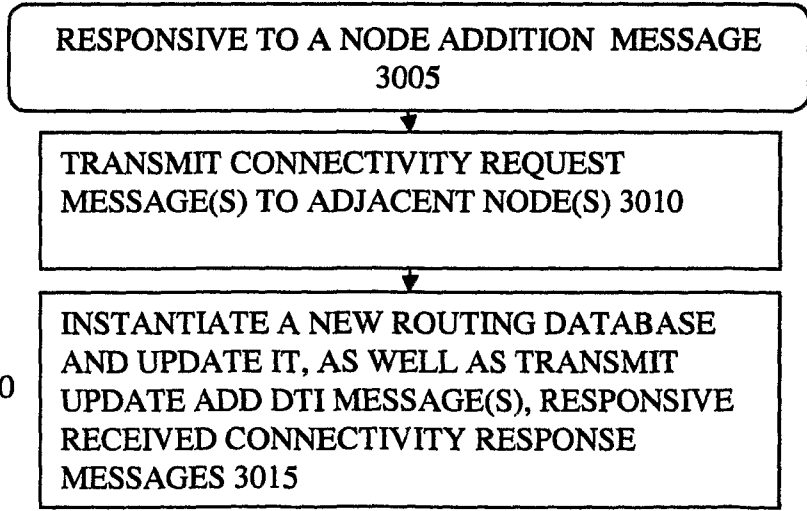 RESPONSIVE TO A NODE ADDITION MESSAGE
3005
TRANSMIT CONNECTIVITY REQUEST
MESSAGE(S) TO ADJACENT NODE(S) 3010
INSTANTIATE A NEW ROUTING DATABASE
AND UPDATE IT, AS WELL AS TRANSMIT
0
UPDATE ADD DTI MESSAGE(S), RESPONSIVE
RECEIVED CONNECTIVITY RESPONSE
MESSAGES 3015